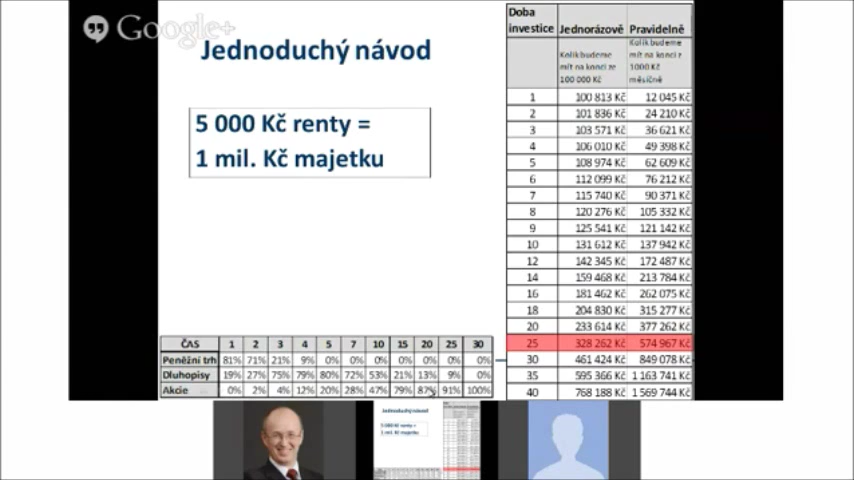 Google+
Jednoduchý návod
5 000 Kč renty =
1 mil. Kč majetku
Doba investice Jednorázově Pravidelně
Kolik budeme mít na konci ze 100 000 Kč Kolik budeme mít na konci z 1000 Kč měsíčně
1 100 813 Kč 12 045 Kč
2 101 836 Kč 24 210 Kč
3 103 571 Kč 36 621 Kč
4 106 010 Kč 49 398 Kč
5 108 974 Kč 62 609 Kč
6 112 099 Kč 76 212 Kč
7 115 740 Kč 90 371 Kč
8 120 276 Kč 105 332 Kč
9 125 541 Kč 121 142 Kč
10 131 612 Kč 137 942 Kč
12 142 345 Kč 172 487 Kč
14 159 468 Kč 213 784 Kč
16 181 462 Kč 262 075 Kč
18 204 830 Kč 315 277 Kč
20 233 614 Kč 377 262 Kč
25 328 262 Kč 574 967 Kč
30 461 424 Kč 849 078 Kč
35 595 366 Kč 1 163 741 Kč
40 768 188 Kč 1 569 744 Kč
ČAS 1 2 3 4 5 7 10 15 20 25 30
Peněžní trh 81% 71% 21% 9% 0% 0% 0% 0% 0% 0% 0%
Dluhopisy 19% 27% 75% 79% 80% 72% 53% 21% 13% 9% 0%
Akcie 0% 2% 4% 12% 20% 28% 47% 79% 87% 91% 100%
Jednoduchý návod
5 000 Kč renty =
1 mil. Kč majetku